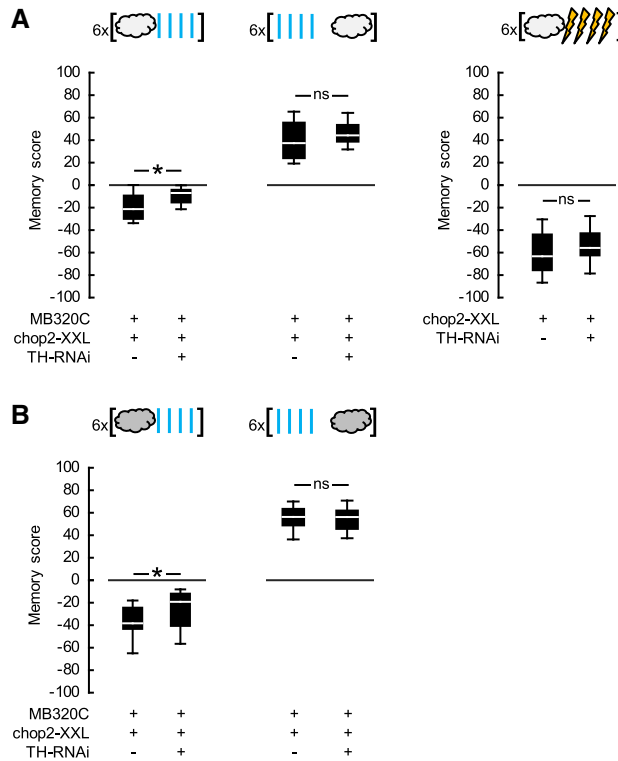 A
6x[ ] 6x[ ] 6x[ ]
100 100
80 80
60 ns 60
40 40
20 * 20
0 0
-20 -20 ns
-40 -40
-60 -60
-80 -80
-100 -100
Memory score Memory score
MB320C + + + + chop2-XXL + +
chop2-XXL + + + + TH-RNAi - +
TH-RNAi - + - +
B
6x[ ] 6x[ ]
100
80 ns
60
40
20
0 *
-20
-40
-60
-80
-100
Memory score
MB320C + + + +
chop2-XXL + + + +
TH-RNAi - + - +